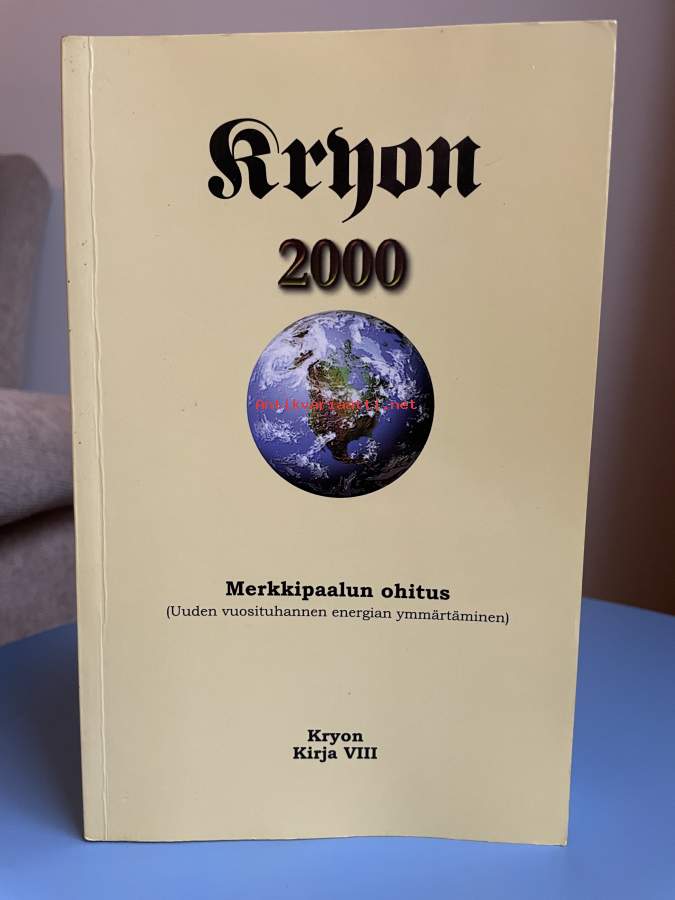 Kryon
2000
Antikvariaatti.net
Merkkipaalun ohitus
(Uuden vuosituhannen energian ymmärtäminen)
Kryon
Kirja VIII